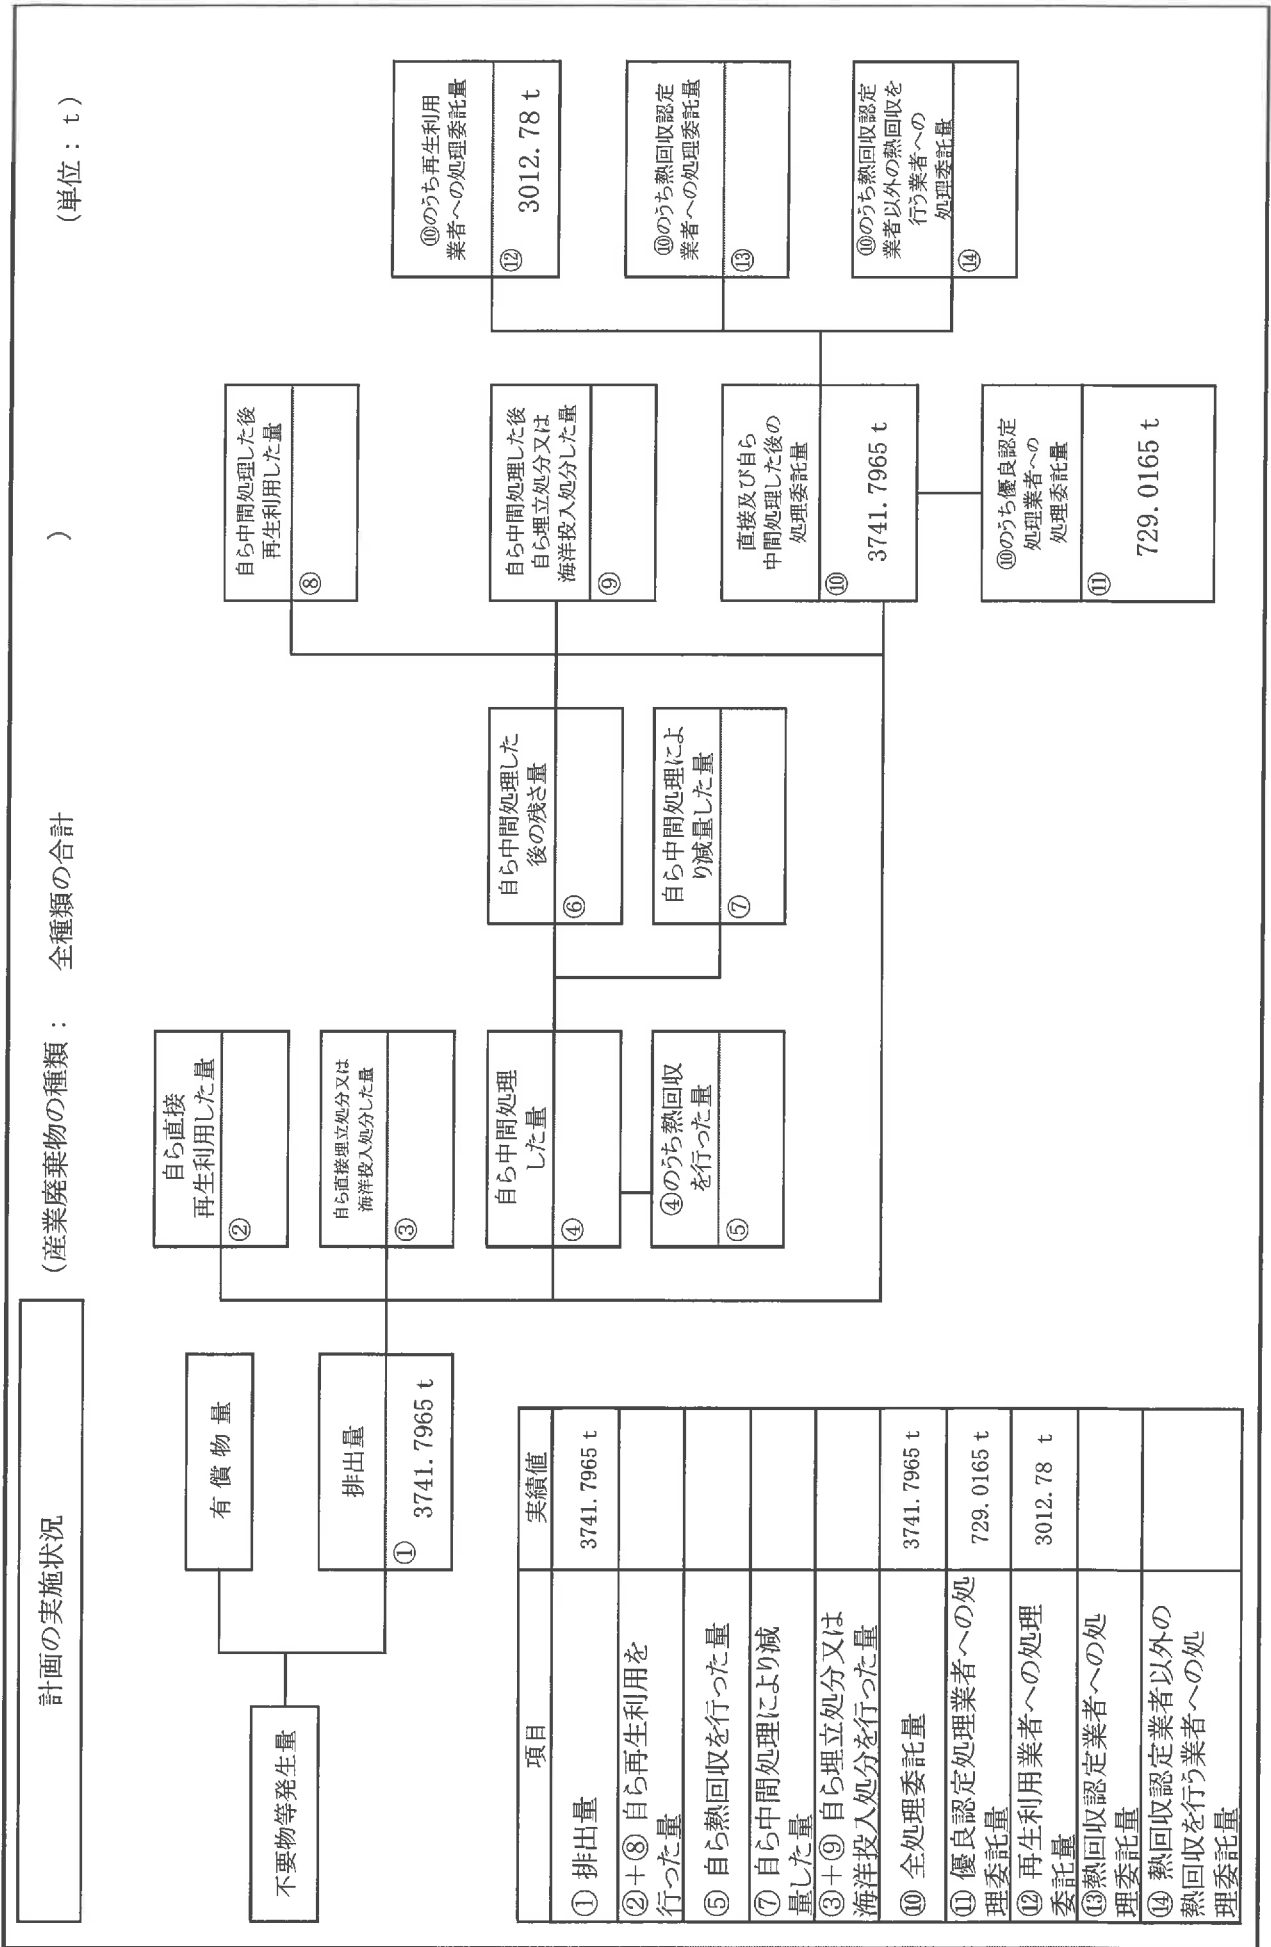 計画の実施状況
(産業廃棄物の種類： 全種類の合計 )
(単位：t)
不要物等発生量
有償物量
排出量
① 3741.7965 t
自ら直接
再生利用した量
②
自ら直接埋立処分又は
海洋投入処分した量
③
自ら中間処理
した量
④
④のうち熱回収
を行った量
⑤
自ら中間処理した
後の残さ量
⑥
自ら中間処理によ
り減量した量
⑦
自ら中間処理した後
再生利用した量
⑧
自ら中間処理した後
自ら埋立処分又は
海洋投入処分した量
⑨
直接及び自ら
中間処理した後の
処理委託量
⑩ 3741.7965 t
⑩のうち優良認定
処理業者への
処理委託量
⑪ 729.0165 t
⑩のうち再生利用
業者への処理委託量
⑫ 3012.78 t
⑩のうち熱回収認定
業者への処理委託量
⑬
⑩のうち熱回収認定
業者以外の熱回収を
行う業者への
処理委託量
⑭
項目 実績値
① 排出量 3741.7965 t
②＋⑧ 自ら再生利用を
行った量
⑤ 自ら熱回収を行った量
⑦ 自ら中間処理により減
量した量
③＋⑨ 自ら埋立処分又は
海洋投入処分を行った量
⑩ 全処理委託量 3741.7965 t
⑪ 優良認定処理業者への処
理委託量 729.0165 t
⑫ 再生利用業者への処理
委託量 3012.78 t
⑬熱回収認定業者への処
理委託量
⑭ 熱回収認定業者以外の
熱回収を行う業者への処
理委託量